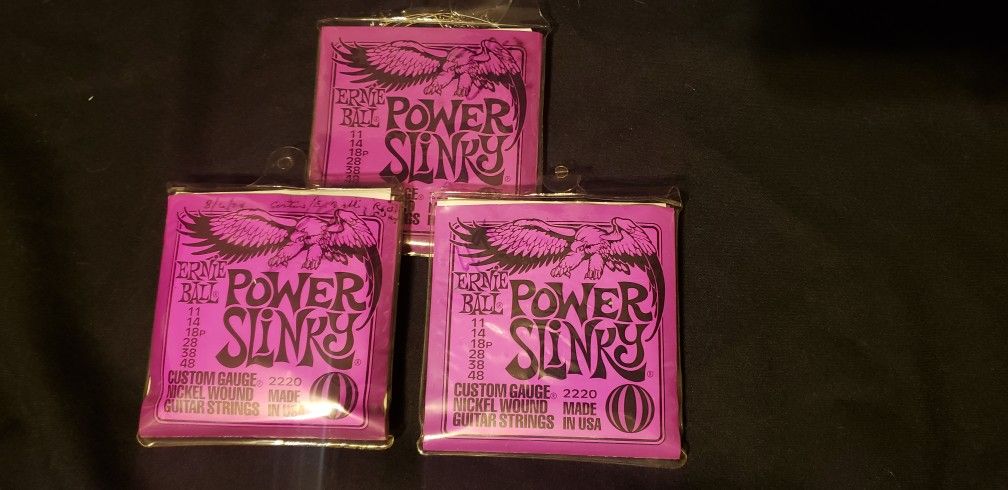 ERNIE
BALL®
POWER
SLINKY®
11
14
18P
28
38
ERNIE
BALL®
POWER
SLINKY®
11
14
18P
28
38
48
CUSTOM GAUGE® 2220
NICKEL WOUND MADE
GUITAR STRINGS IN USA
ERNIE
BALL®
POWER
SLINKY®
11
14
18P
28
38
48
CUSTOM GAUGE® 2220
NICKEL WOUND MADE
GUITAR STRINGS IN USA